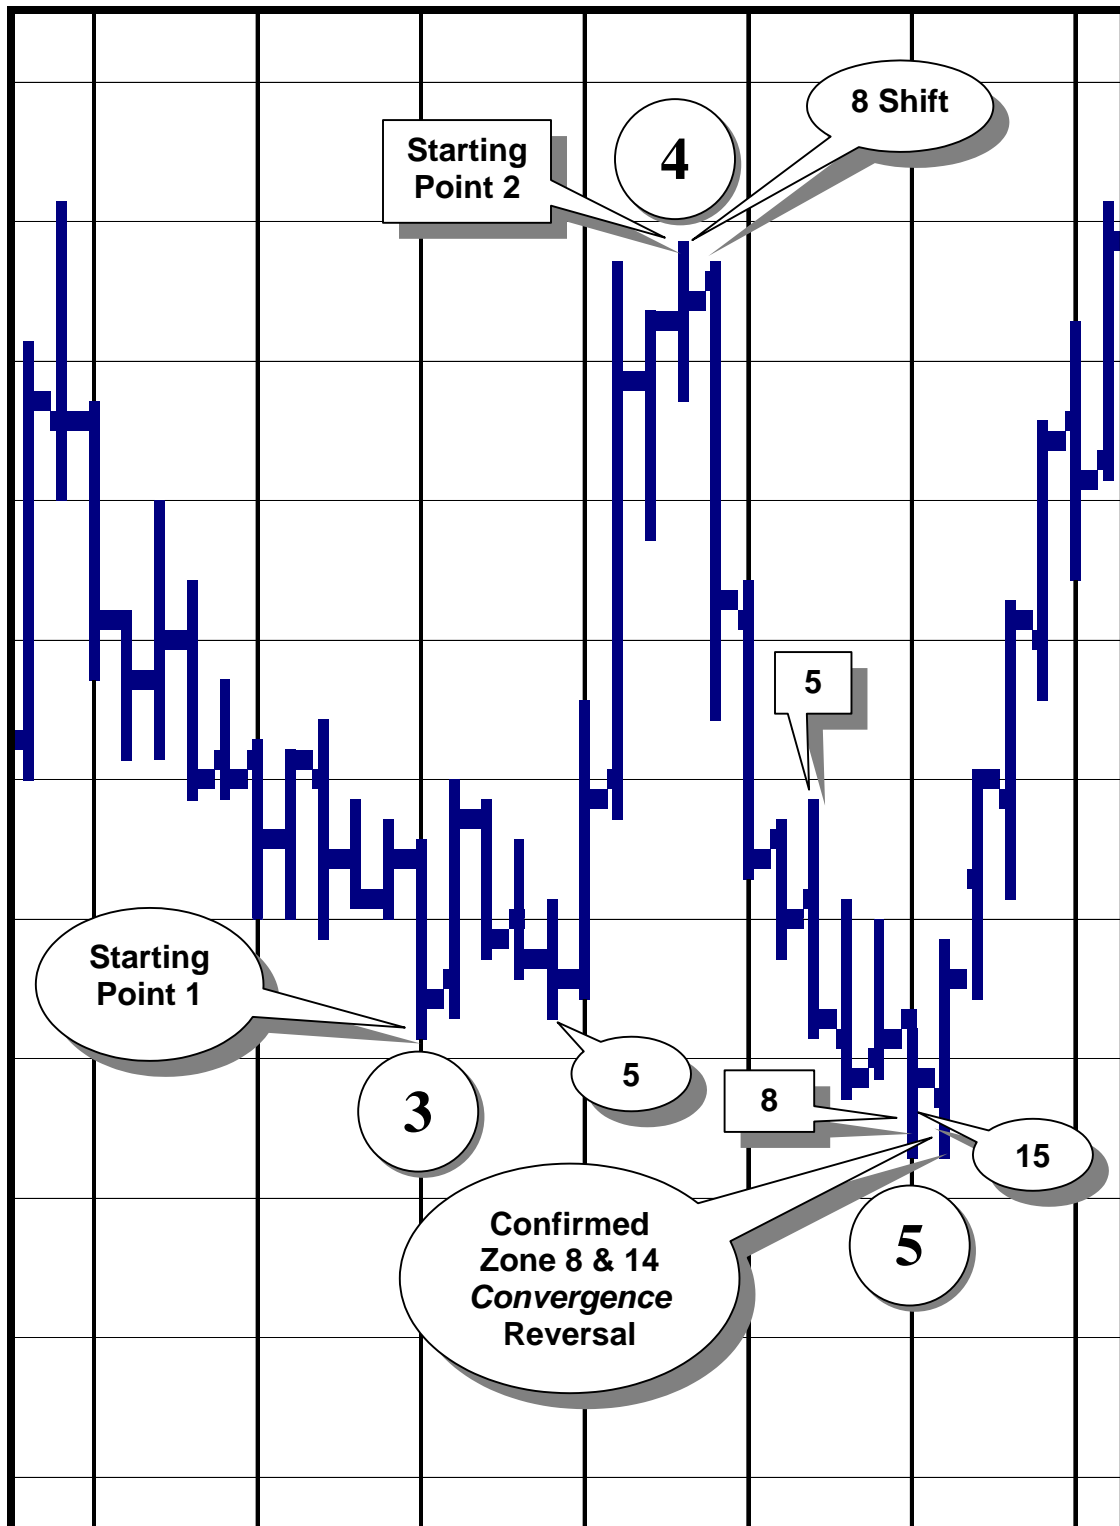 8 Shift
Starting
Point 2
4
5
Starting
Point 1
3
5
8
15
Confirmed
Zone 8 & 14
Convergence
Reversal
5